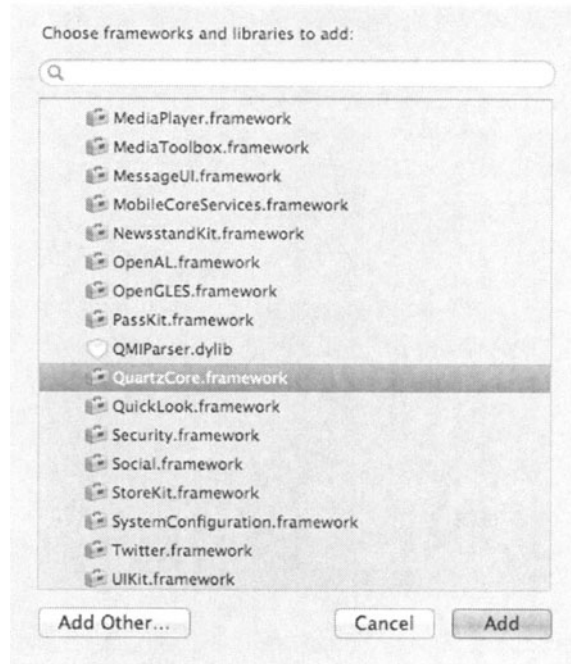 Choose frameworks and libraries to add:
MediaPlayer.framework
MediaToolbox.framework
MessageUI.framework
MobileCoreServices.framework
NewsstandKit.framework
OpenAL.framework
OpenGLES.framework
PassKit.framework
QMIParser.dylib
QuartzCore.framework
QuickLook.framework
Security.framework
Social.framework
StoreKit.framework
SystemConfiguration.framework
Twitter.framework
UIKit.framework
Add Other... Cancel Add